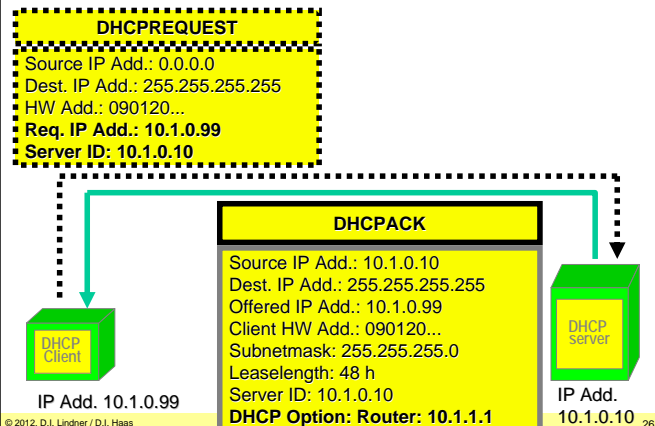 DHCPREQUEST
Source IP Add.: 0.0.0.0
Dest. IP Add.: 255.255.255.255
HW Add.: 090120...
Req. IP Add.: 10.1.0.99
Server ID: 10.1.0.10
DHCPACK
Source IP Add.: 10.1.0.10
Dest. IP Add.: 255.255.255.255
Offered IP Add.: 10.1.0.99
Client HW Add.: 090120...
Subnetmask: 255.255.255.0
Leaselength: 48 h
Server ID: 10.1.0.10
DHCP Option: Router: 10.1.1.1
DHCP
Client
IP Add. 10.1.0.99
DHCP
server
IP Add.
10.1.0.10
© 2012, D.I. Lindner / D.I. Haas
26